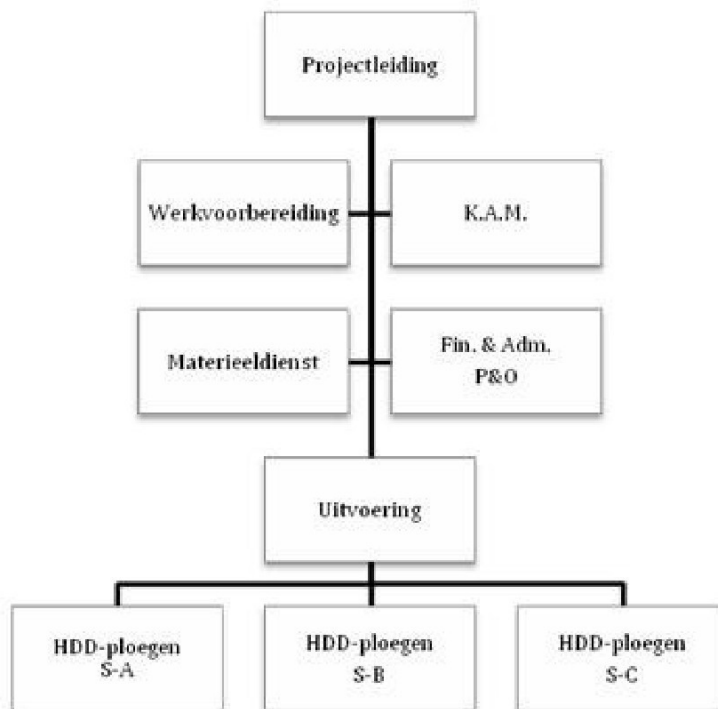 Projectleiding
Werkvoorbereiding
K.A.M.
Materieeldienst
Fin. & Adm.
P&O
Uitvoering
HDD-ploegen
S-A
HDD-ploegen
S-B
HDD-ploegen
S-C